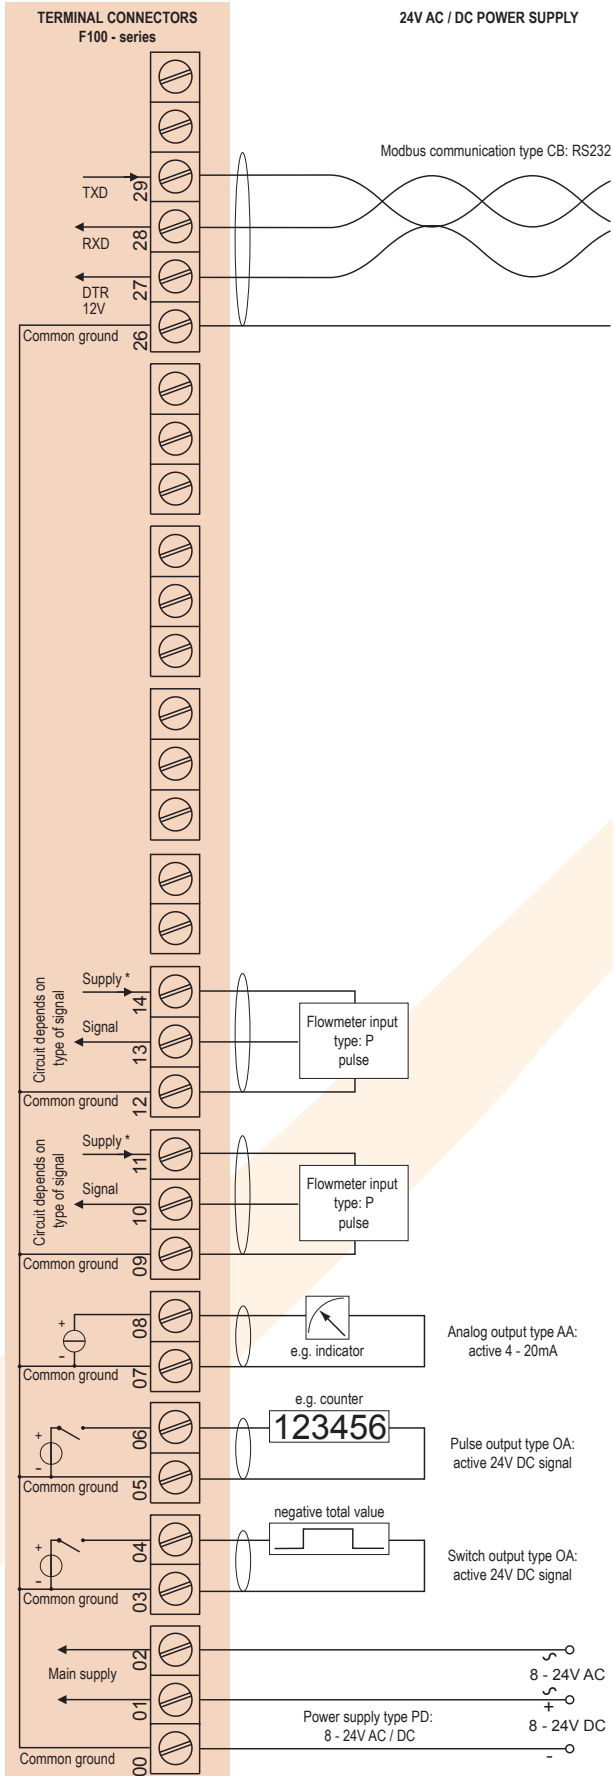 TERMINAL CONNECTORS
F100 - series
24V AC / DC POWER SUPPLY
Modbus communication type CB: RS232
29
TXD
28
RXD
27
DTR
12V
26
Common ground
Circuit depends on
type of signal
Supply *
14
Signal
13
Common ground
12
Flowmeter input
type: P
pulse
Circuit depends on
type of signal
Supply *
11
Signal
10
Common ground
09
Flowmeter input
type: P
pulse
+
-
08
Common ground
07
e.g. indicator
Analog output type AA:
active 4 - 20mA
+
-
06
Common ground
05
e.g. counter
123456
Pulse output type OA:
active 24V DC signal
+
-
04
Common ground
03
negative total value
Switch output type OA:
active 24V DC signal
02
Main supply
01
Common ground
00
Power supply type PD:
8 - 24V AC / DC
8 - 24V AC
+
8 - 24V DC
-